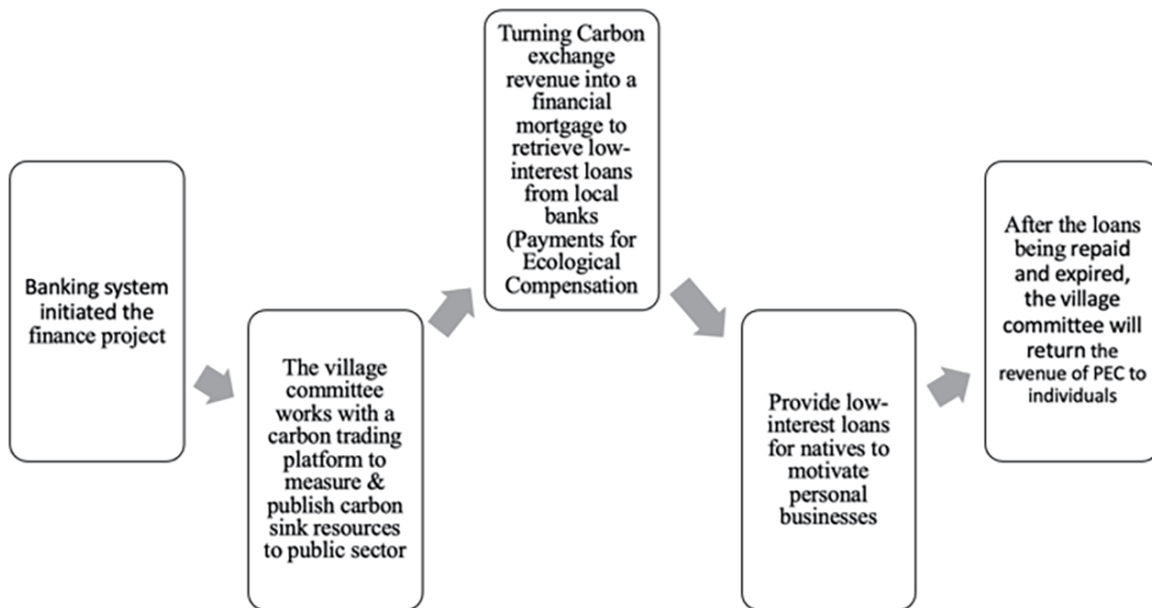 Banking system
initiated the
finance project
The village
committee
works with a
carbon trading
platform to
measure &
publish carbon
sink resources
to public sector
Turning Carbon
exchange
revenue into a
financial
mortgage to
retrieve low-
interest loans
from local
banks
(Payments for
Ecological
Compensation
Provide low-
interest loans
for natives to
motivate
personal
businesses
After the loans
being repaid
and expired,
the village
committee will
return the
revenue of PEC to
individuals